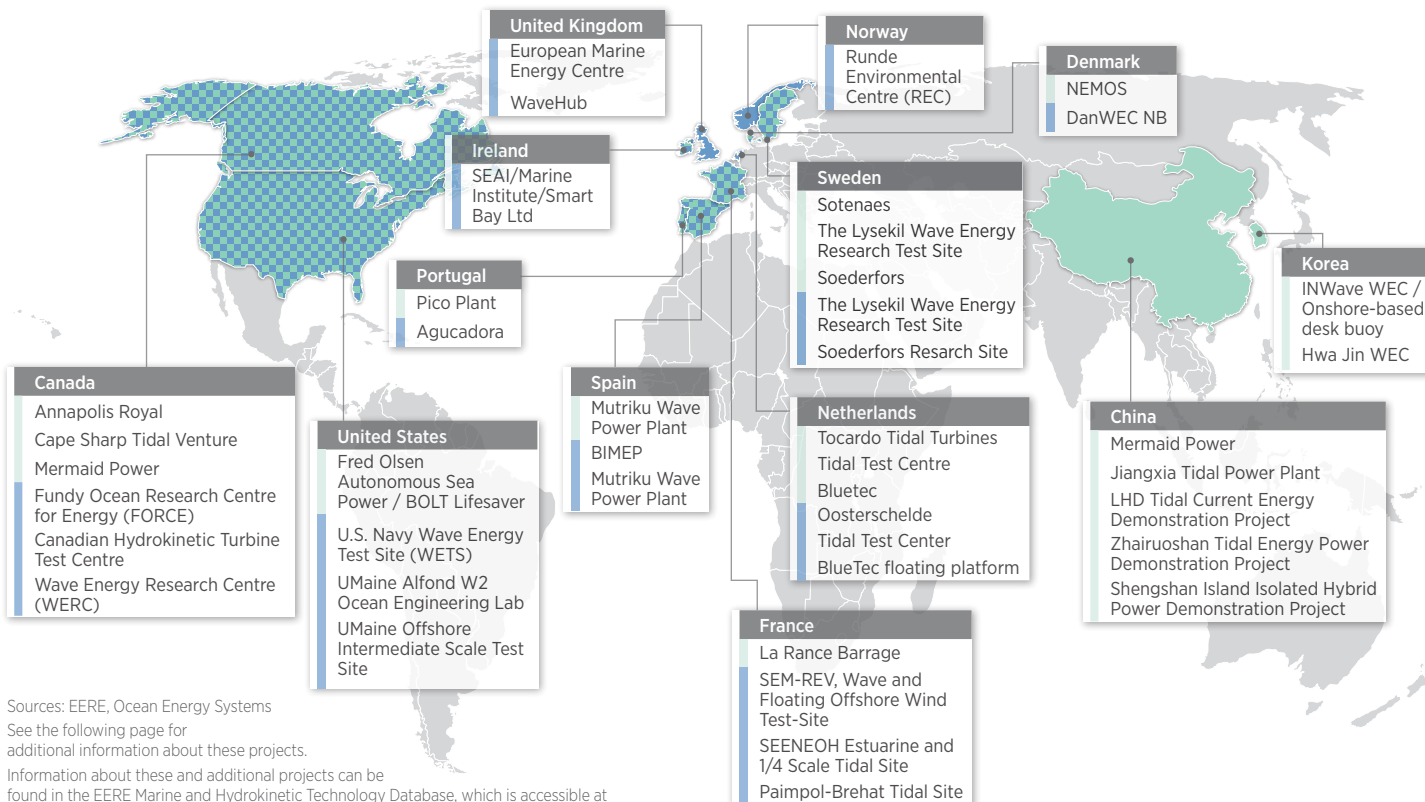 United Kingdom
European Marine
Energy Centre
WaveHub
Norway
Runde
Environmental
Centre (REC)
Denmark
NEMOS
DanWEC NB
Ireland
SEAI/Marine
Institute/Smart
Bay Ltd
Sweden
Sotenaes
The Lysekil Wave Energy
Research Test Site
Soederfors
The Lysekil Wave Energy
Research Test Site
Soederfors Resarch Site
Portugal
Pico Plant
Agucadora
Korea
INWave WEC /
Onshore-based
desk buoy
Hwa Jin WEC
Canada
Annapolis Royal
Cape Sharp Tidal Venture
Mermaid Power
Fundy Ocean Research Centre
for Energy (FORCE)
Canadian Hydrokinetic Turbine
Test Centre
Wave Energy Research Centre
(WERC)
United States
Fred Olsen
Autonomous Sea
Power / BOLT Lifesaver
U.S. Navy Wave Energy
Test Site (WETS)
UMaine Alfond W2
Ocean Engineering Lab
UMaine Offshore
Intermediate Scale Test
Site
Spain
Mutriku Wave
Power Plant
BIMEP
Mutriku Wave
Power Plant
Netherlands
Tocardo Tidal Turbines
Tidal Test Centre
Bluetec
Oosterschelde
Tidal Test Center
BlueTec floating platform
China
Mermaid Power
Jiangxia Tidal Power Plant
LHD Tidal Current Energy
Demonstration Project
Zhairuoshan Tidal Energy Power
Demonstration Project
Shengshan Island Isolated Hybrid
Power Demonstration Project
France
La Rance Barrage
SEM-REV, Wave and
Floating Offshore Wind
Test-Site
SEENEOH Estuarine and
1/4 Scale Tidal Site
Paimpol-Brehat Tidal Site
Sources: EERE, Ocean Energy Systems
See the following page for
additional information about these projects.
Information about these and additional projects can be
found in the EERE Marine and Hydrokinetic Technology Database, which is accessible at